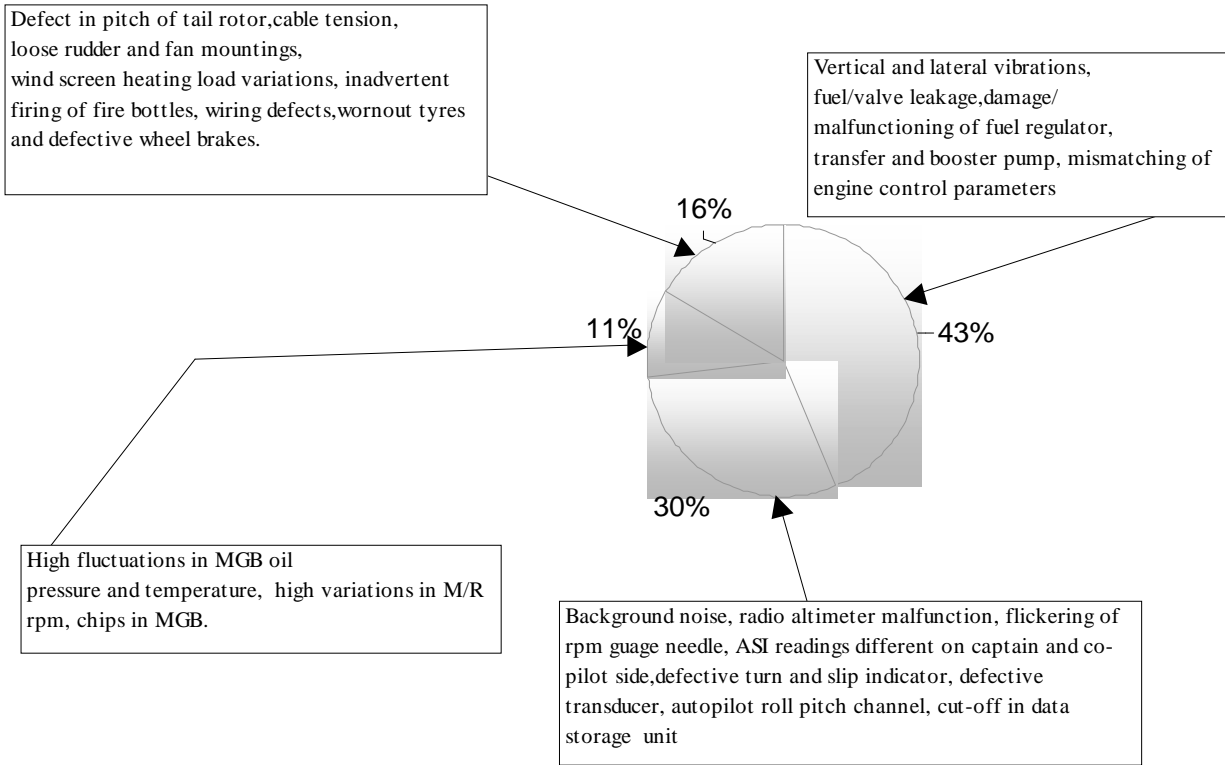 Defect in pitch of tail rotor,cable tension,
loose rudder and fan mountings,
wind screen heating load variations, inadvertent
firing of fire bottles, wiring defects,wornout tyres
and defective wheel brakes.
Vertical and lateral vibrations,
fuel/valve leakage,damage/
malfunctioning of fuel regulator,
transfer and booster pump, mismatching of
engine control parameters
16%
11%
43%
30%
High fluctuations in MGB oil
pressure and temperature, high variations in M/R
rpm, chips in MGB.
Background noise, radio altimeter malfunction, flickering of
rpm guage needle, ASI readings different on captain and co-
pilot side,defective turn and slip indicator, defective
transducer, autopilot roll pitch channel, cut-off in data
storage unit